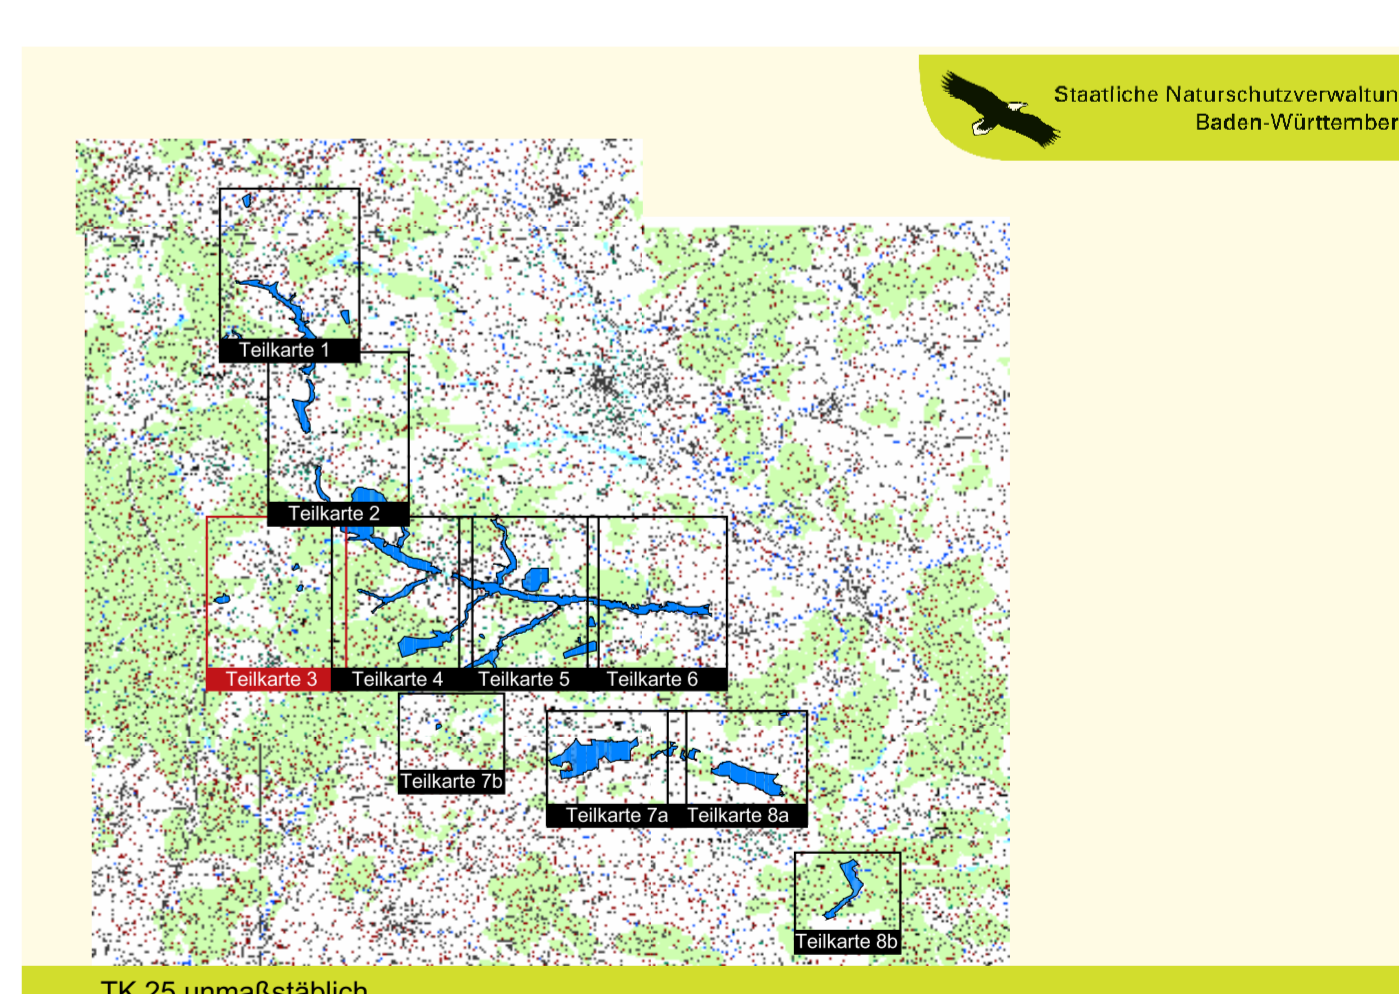 Staatliche Naturschutzverwaltun
Baden-Württember
Teilkarte 1
Teilkarte 2
Teilkarte 3
Teilkarte 4
Teilkarte 5
Teilkarte 6
Teilkarte 7b
Teilkarte 7a
Teilkarte 8a
Teilkarte 8b
TK 25 unmaßstäblich